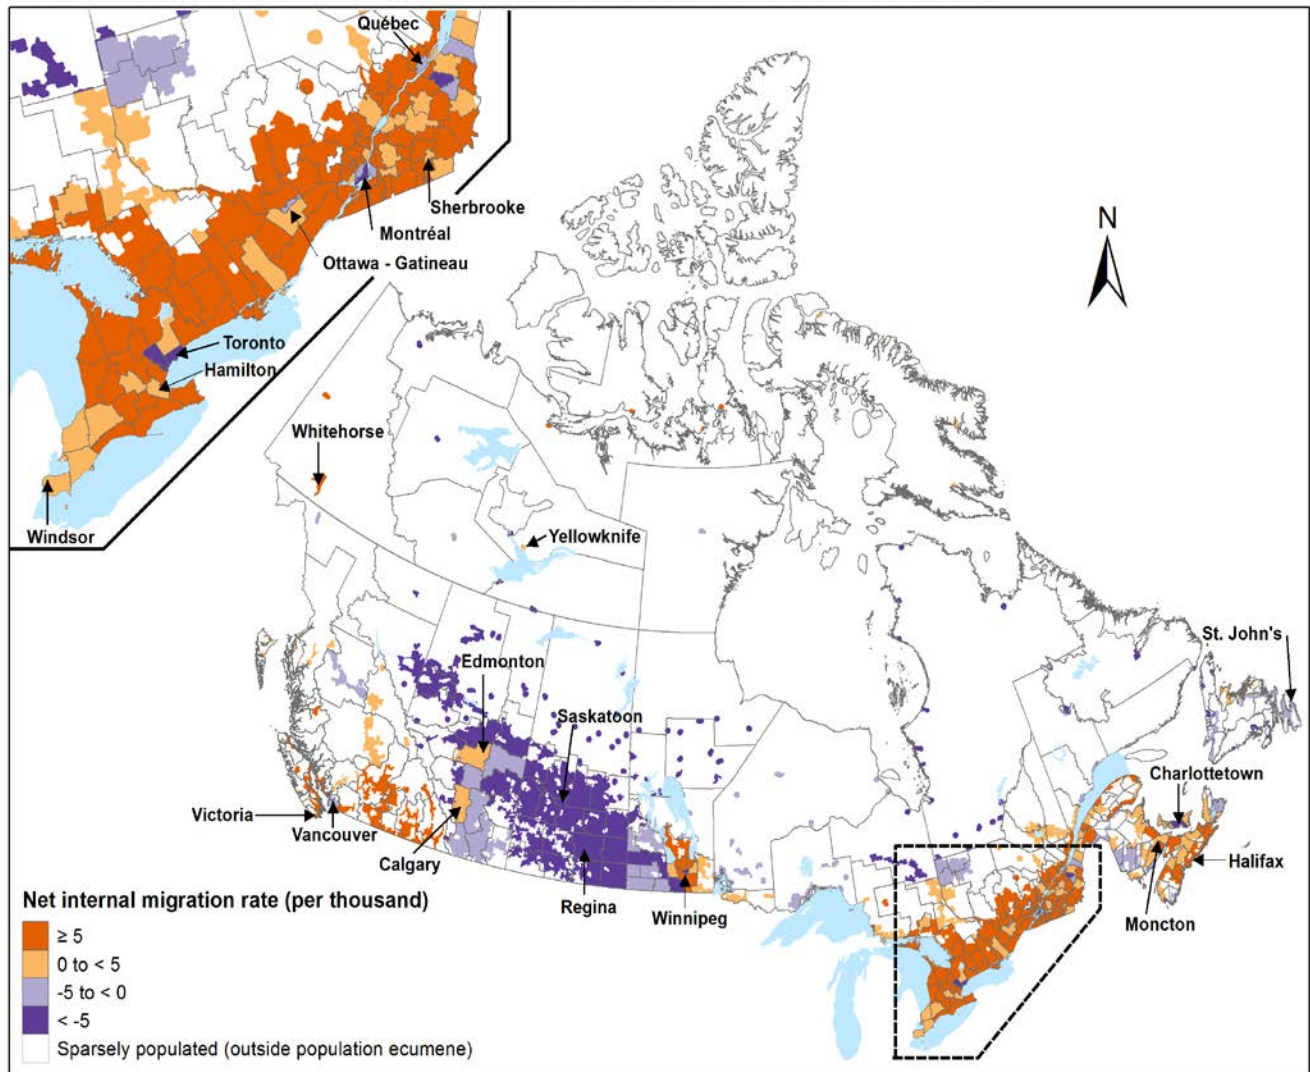 Québec
Sherbrooke
Montréal
Ottawa - Gatineau
Toronto
Hamilton
Windsor
N
Whitehorse
Yellowknife
St. John's
Edmonton
Saskatoon
Charlottetown
Victoria
Vancouver
Calgary
Halifax
Regina
Winnipeg
Moncton
Net internal migration rate (per thousand)
≥ 5
0 to < 5
-5 to < 0
< -5
Sparsely populated (outside population ecumene)